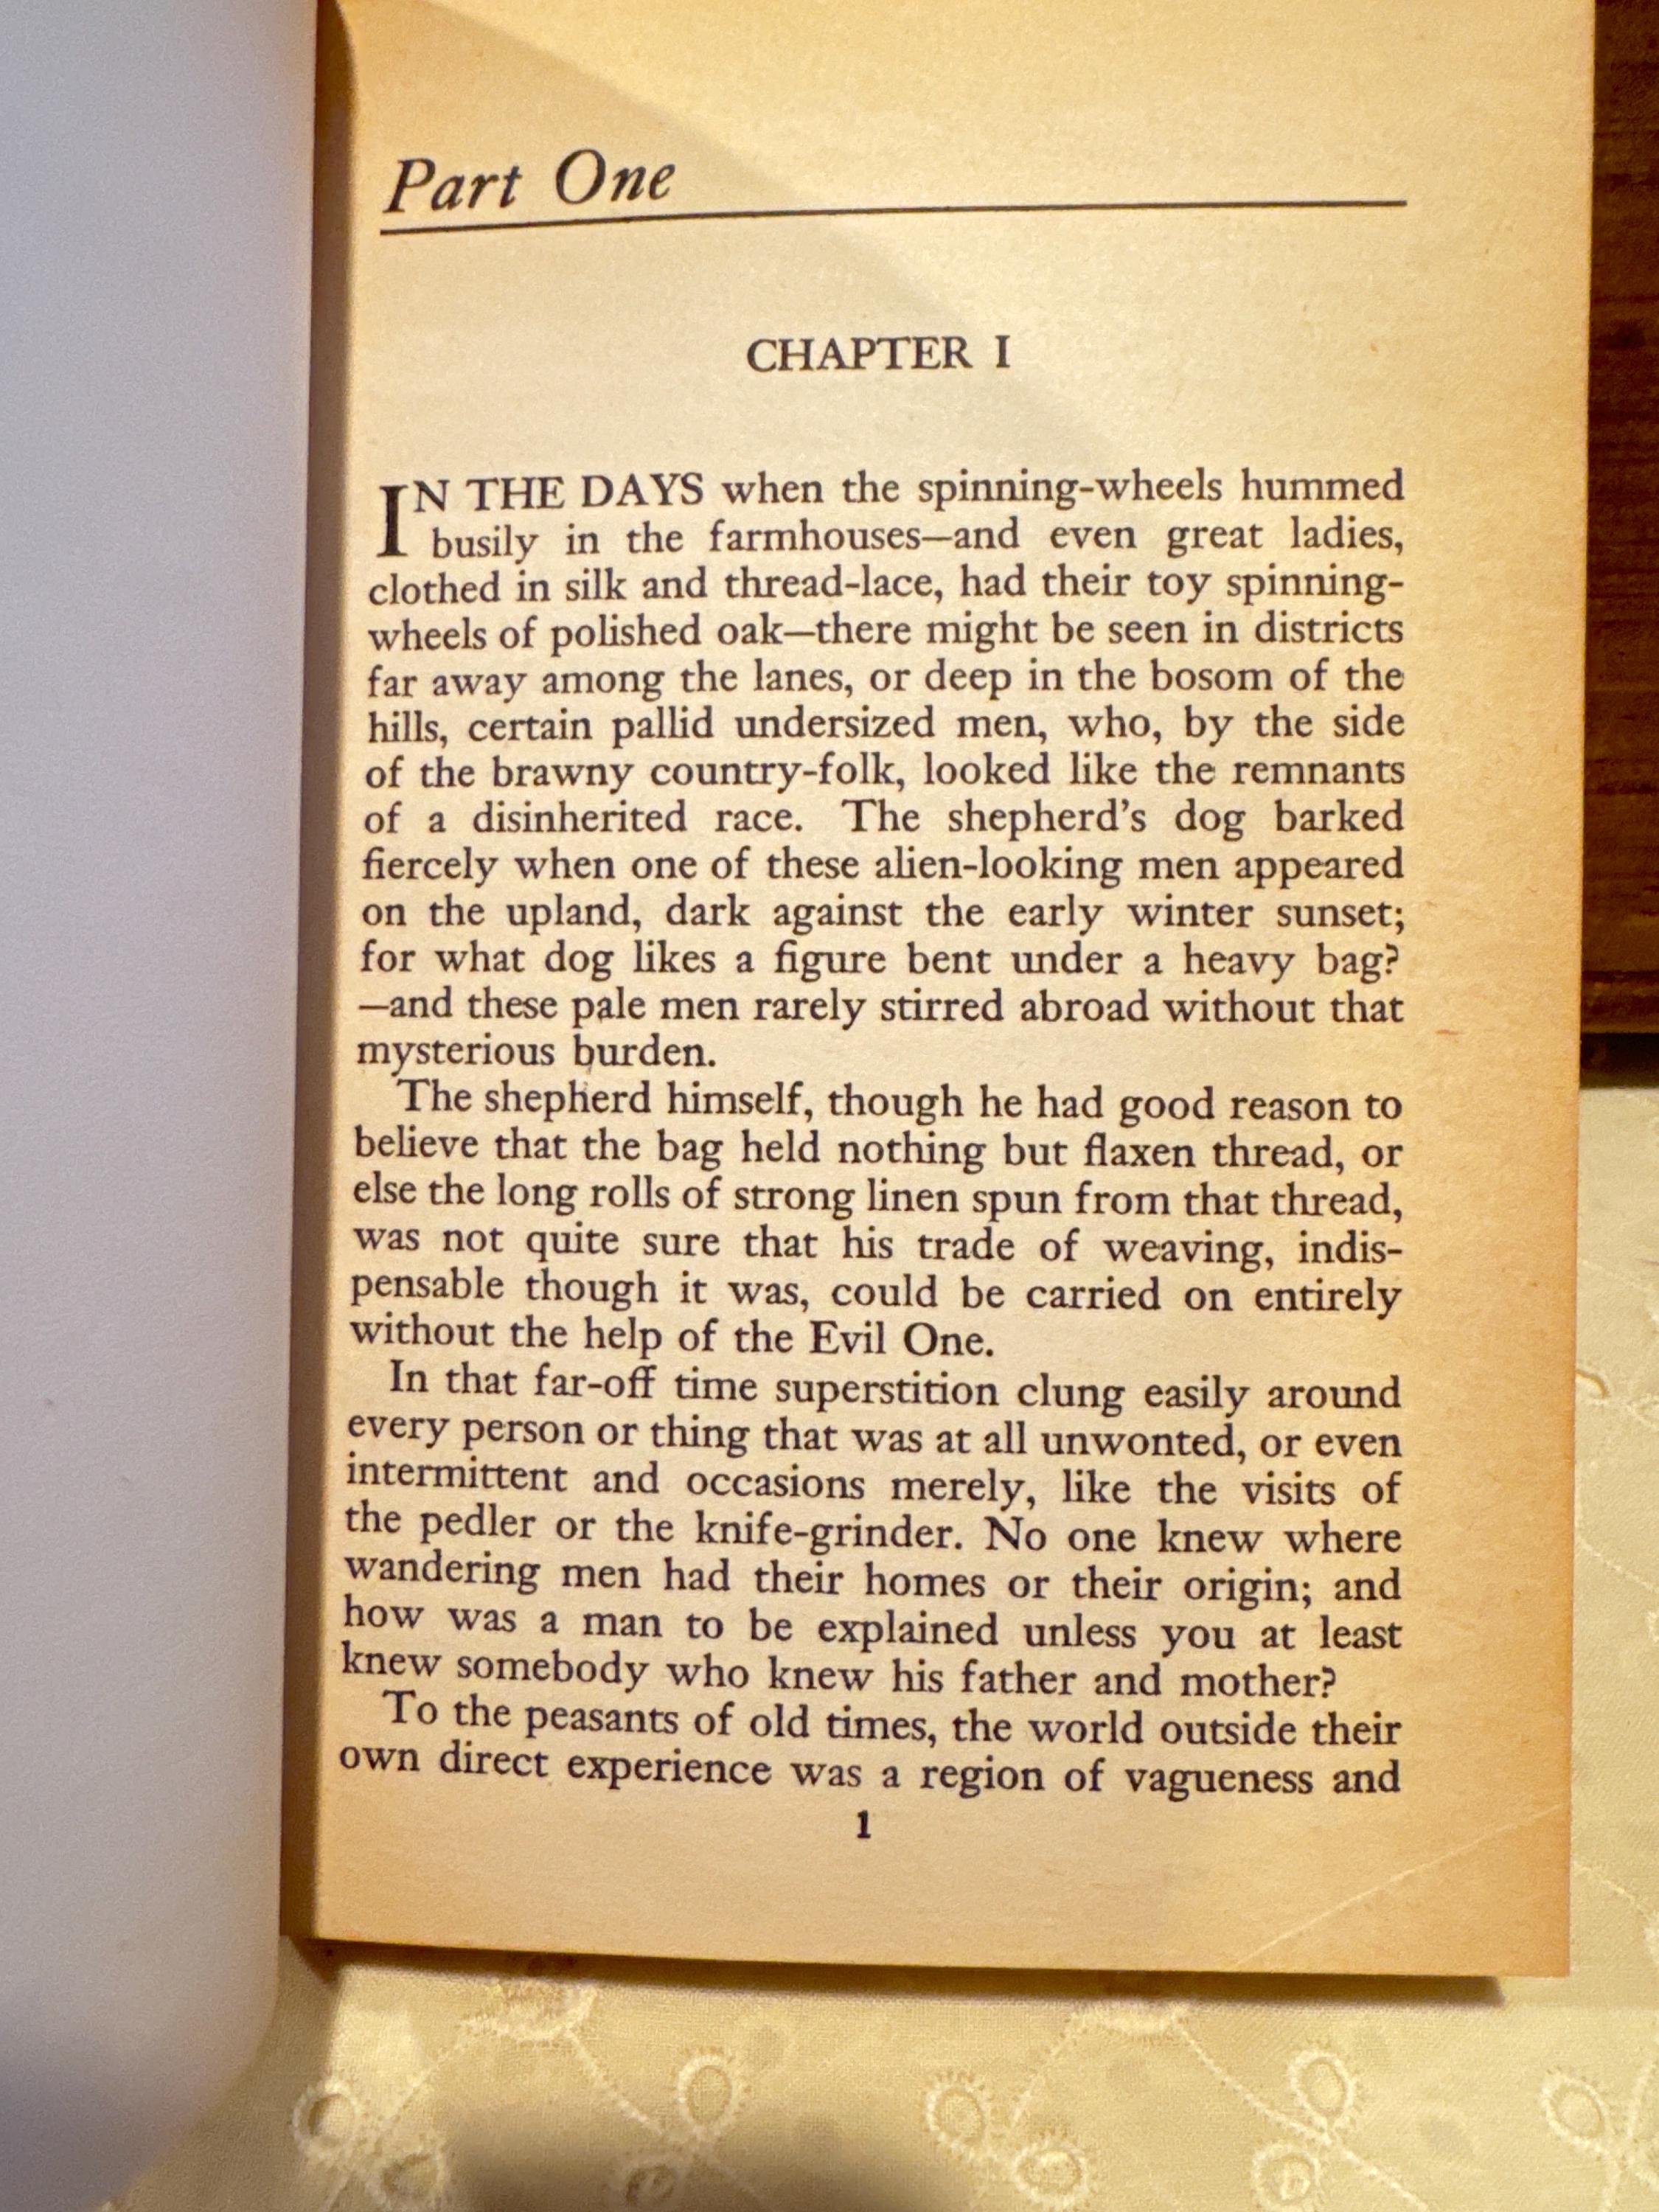 Part One
CHAPTER I
IN THE DAYS when the spinning-wheels hummed
busily in the farmhouses—and even great ladies,
clothed in silk and thread-lace, had their toy spinning-
wheels of polished oak—there might be seen in districts
far away among the lanes, or deep in the bosom of the
hills, certain pallid undersized men, who, by the side
of the brawny country-folk, looked like the remnants
of a disinherited race. The shepherd's dog barked
fiercely when one of these alien-looking men appeared
on the upland, dark against the early winter sunset;
for what dog likes a figure bent under a heavy bag?
—and these pale men rarely stirred abroad without that
mysterious burden.
The shepherd himself, though he had good reason to
believe that the bag held nothing but flaxen thread, or
else the long rolls of strong linen spun from that thread,
was not quite sure that his trade of weaving, indis-
pensable though it was, could be carried on entirely
without the help of the Evil One.
In that far-off time superstition clung easily around
every person or thing that was at all unwonted, or even
intermittent and occasions merely, like the visits of
the pedler or the knife-grinder. No one knew where
wandering men had their homes or their origin; and
how was a man to be explained unless you at least
knew somebody who knew his father and mother?
To the peasants of old times, the world outside their
own direct experience was a region of vagueness and
1